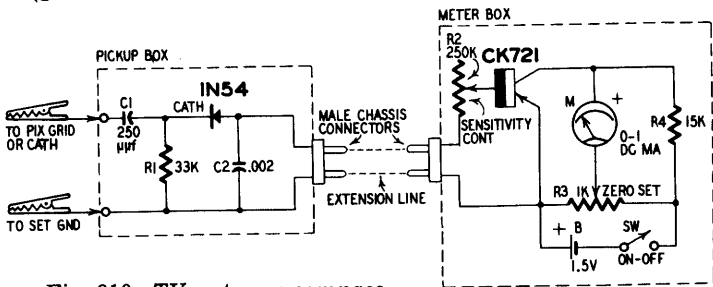 METER BOX
PICKUP BOX
R2
250K
CK721
1N54
CATH
C1
250
μμf
TO PIX GRID
OR CATH
R1
33K
C2
.002
MALE CHASSIS
CONNECTORS
SENSITIVITY
CONT
M
+
0-1
DC MA
R4
15K
EXTENSION LINE
R3 1K ZERO SET
TO SET GND
+
B
1.5V
SW
ON-OFF